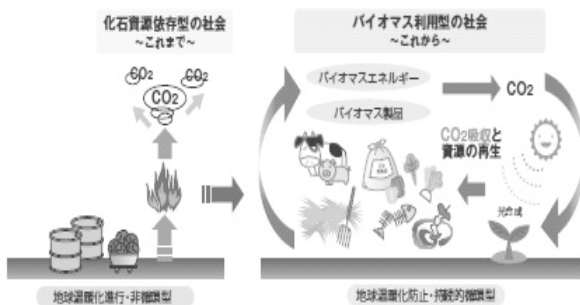 化石資源依存型の社会
～これまで～
CO2
CO2
CO2
地球温暖化進行・非循環型
バイオマス利用型の社会
～これから～
バイオマスエネルギー
バイオマス製品
CO2
CO2吸収と
資源の再生
光合成
地球温暖化防止・持続的循環型